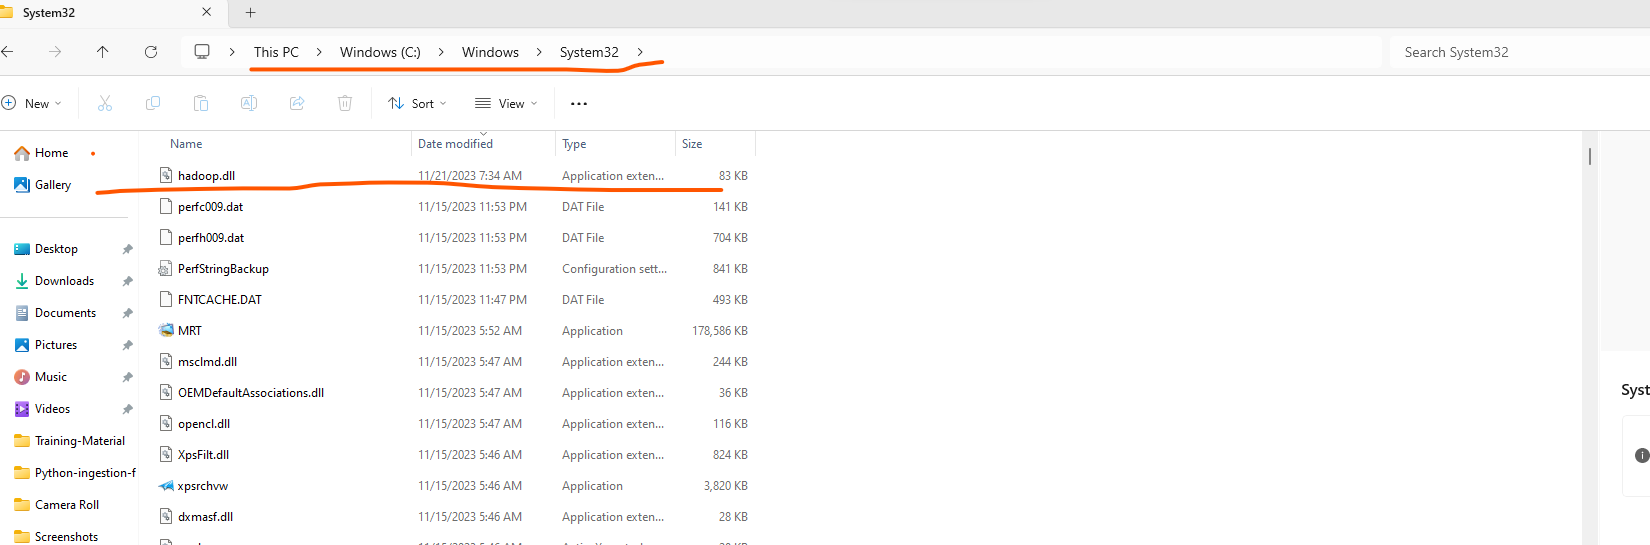 System32
This PC > Windows (C:) > Windows > System32 >
Search System32
New
Sort
View
Name Date modified Type Size
Home
Gallery
Desktop
Downloads
Documents
Pictures
Music
Videos
Training-Material
Python-ingestion-f
Camera Roll
Screenshots
hadoop.dll 11/21/2023 7:34 AM Application exten... 83 KB
perfc009.dat 11/15/2023 11:53 PM DAT File 141 KB
perfh009.dat 11/15/2023 11:53 PM DAT File 704 KB
PerfStringBackup 11/15/2023 11:53 PM Configuration sett... 841 KB
FNTCACHE.DAT 11/15/2023 11:47 PM DAT File 493 KB
MRT 11/15/2023 5:52 AM Application 178,586 KB
msclmd.dll 11/15/2023 5:47 AM Application exten... 244 KB
OEMDefaultAssociations.dll 11/15/2023 5:47 AM Application exten... 36 KB
opencl.dll 11/15/2023 5:47 AM Application exten... 116 KB
XpsFilt.dll 11/15/2023 5:46 AM Application exten... 824 KB
xpsrchvw 11/15/2023 5:46 AM Application 3,820 KB
dxmasf.dll 11/15/2023 5:46 AM Application exten... 28 KB
Syst